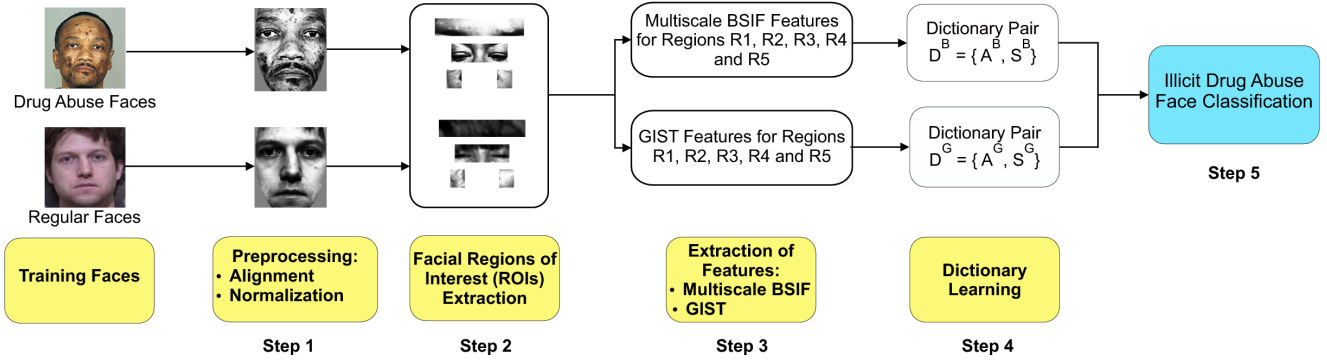 Drug Abuse Faces
Regular Faces
Multiscale BSIF Features
for Regions R1, R2, R3, R4
and R5
GIST Features for Regions
R1, R2, R3, R4 and R5
Dictionary Pair
D^B = { A^B, S^B }
Dictionary Pair
D^G = { A^G, S^G }
Illicit Drug Abuse
Face Classification
Step 5
Training Faces
Preprocessing:
• Alignment
• Normalization
Step 1
Facial Regions of
Interest (ROIs)
Extraction
Step 2
Extraction of
Features:
• Multiscale BSIF
• GIST
Step 3
Dictionary
Learning
Step 4